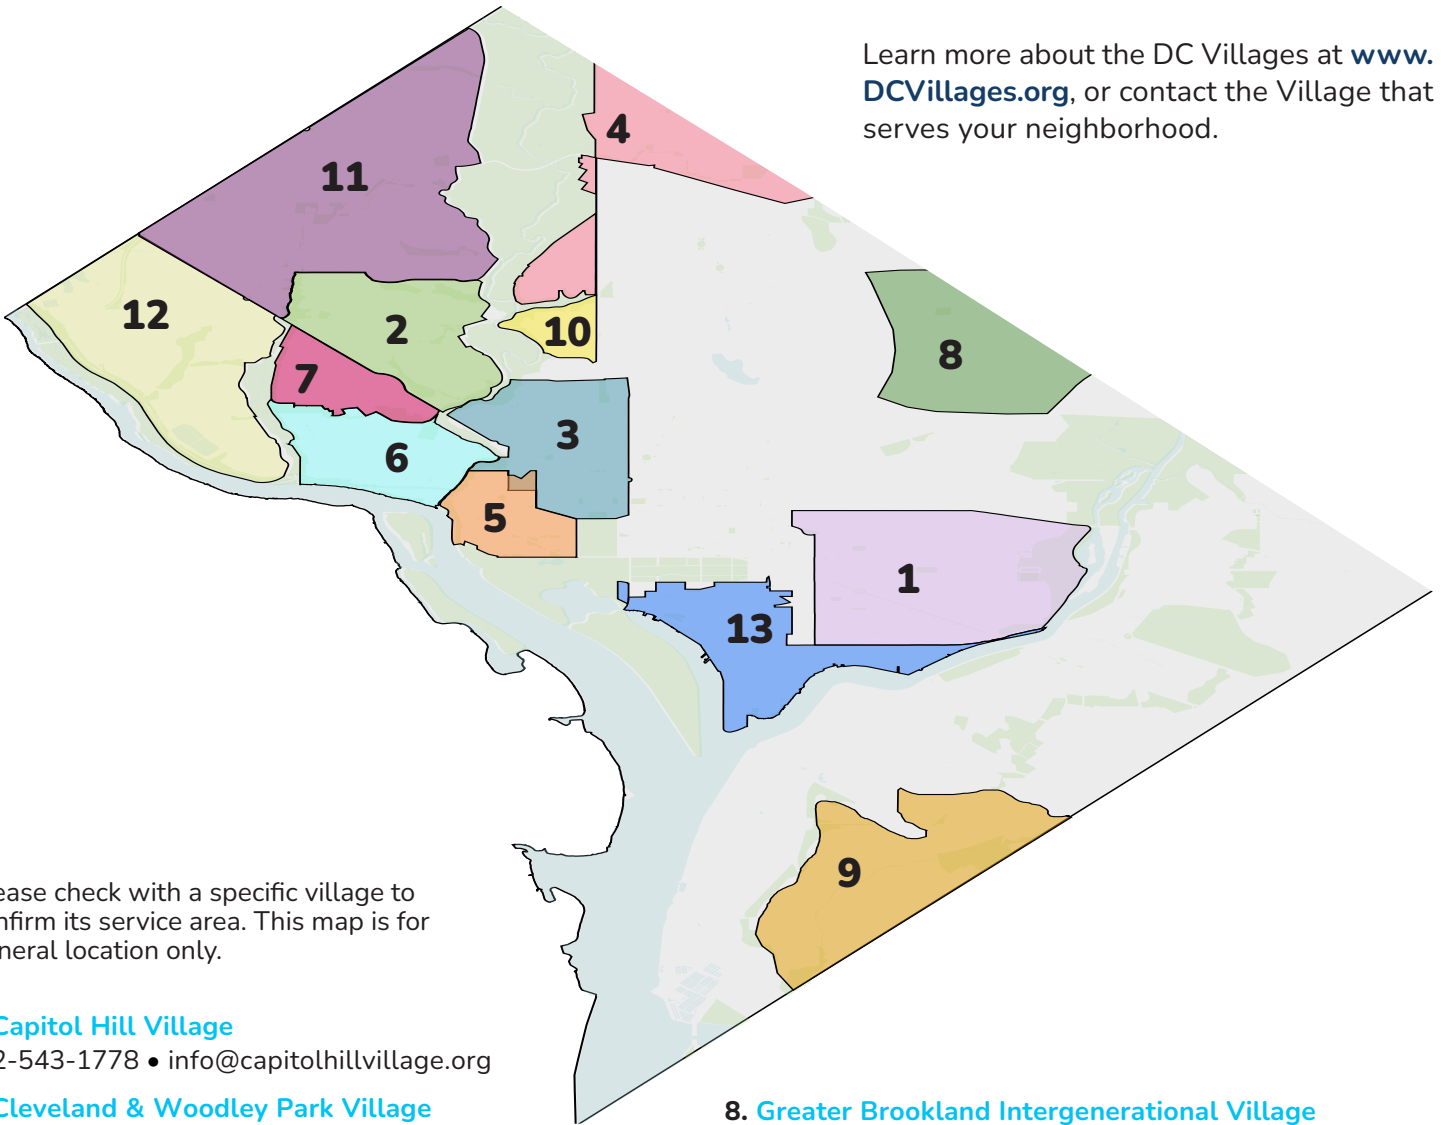 Learn more about the DC Villages at www.
DCVillages.org, or contact the Village that
serves your neighborhood.
4
11
12
2
10
8
7
3
6
5
1
13
9
ease check with a specific village to
nfirm its service area. This map is for
neral location only.
Capitol Hill Village
2-543-1778 • info@capitolhillvillage.org
Cleveland & Woodley Park Village
8. Greater Brookland Intergenerational Village